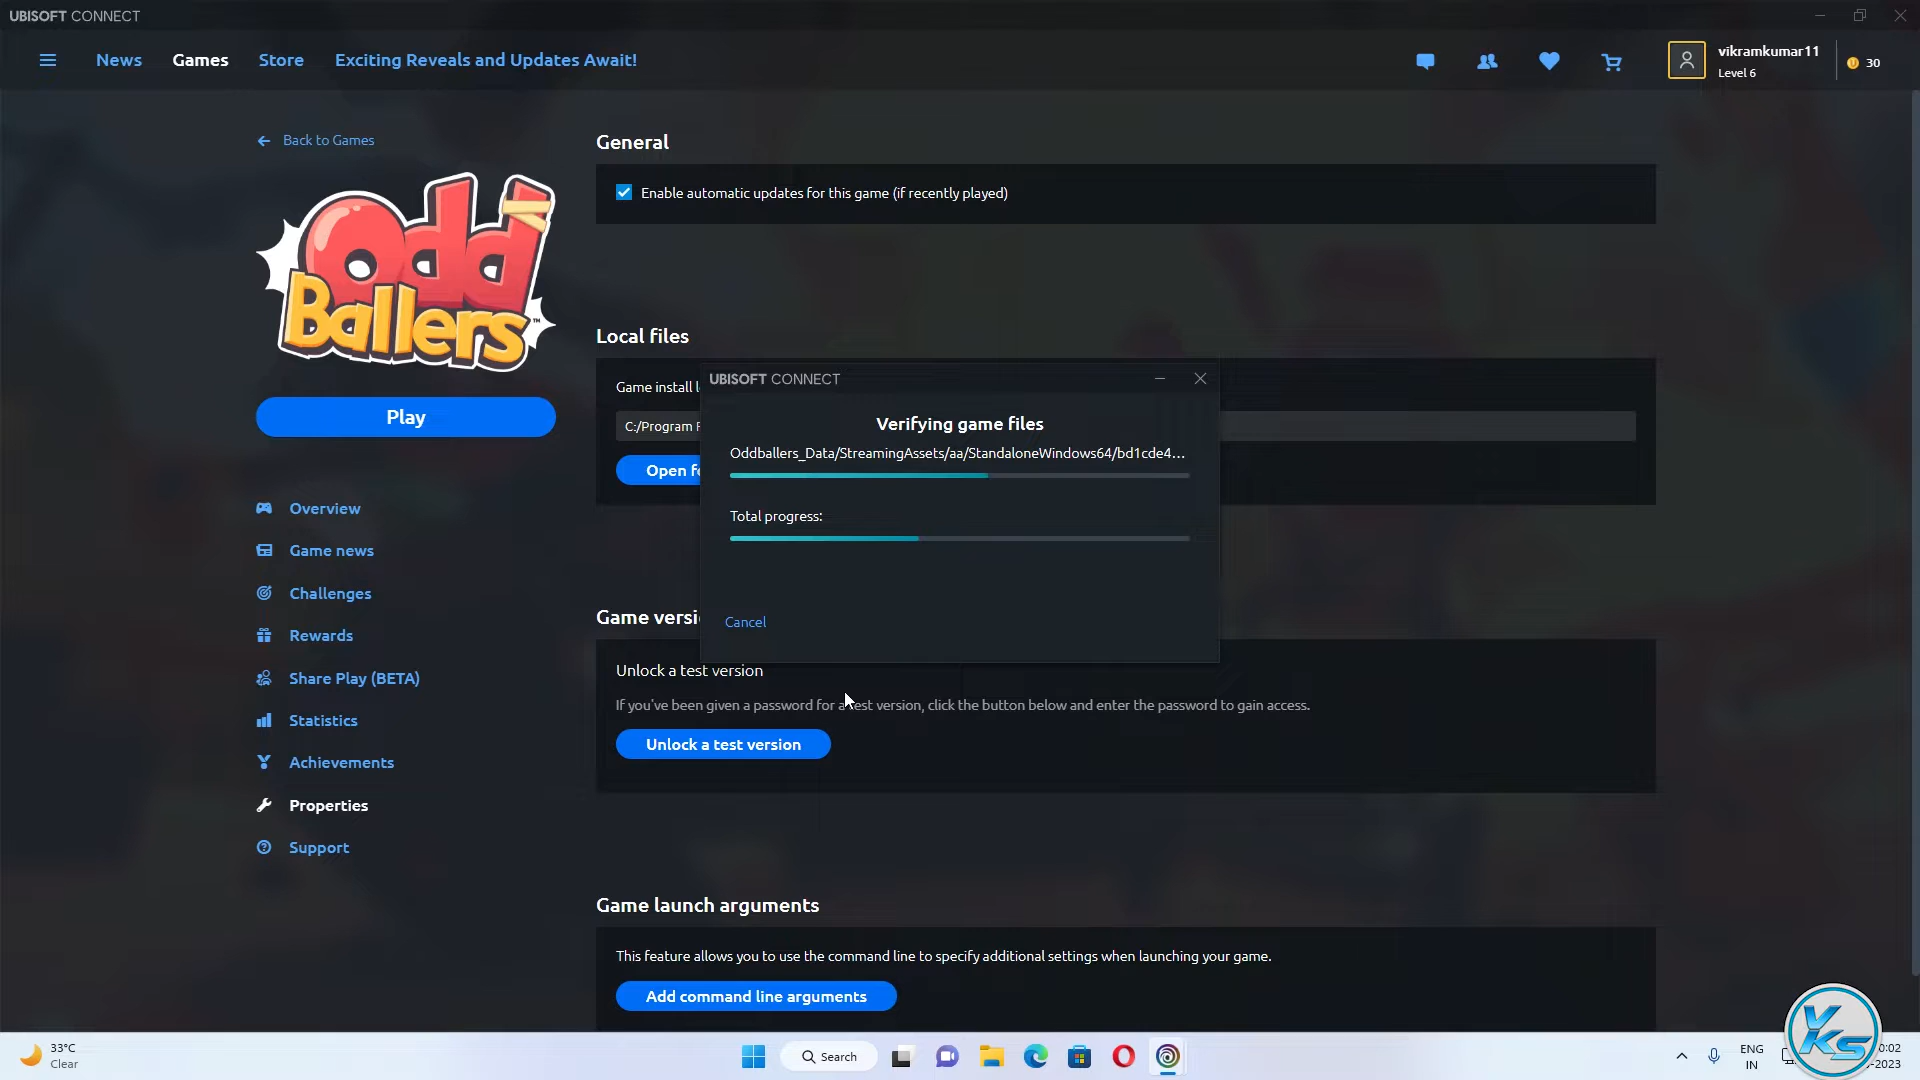 UBISOFT CONNECT
News
Games
Store
Exciting Reveals and Updates Await!
vikramkumar11
Level 6
30
Back to Games
Odd
Ballers™
Play
Overview
Game news
Challenges
Rewards
Share Play (BETA)
Statistics
Achievements
Properties
Support
General
Enable automatic updates for this game (if recently played)
Local files
Game install l
C:/Program F
Open fo
UBISOFT CONNECT
Verifying game files
Oddballers_Data/StreamingAssets/aa/StandaloneWindows64/bd1cde4...
Total progress:
Cancel
Game versi
Unlock a test version
If you've been given a password for a test version, click the button below and enter the password to gain access.
Unlock a test version
Game launch arguments
This feature allows you to use the command line to specify additional settings when launching your game.
Add command line arguments
33°C
Clear
Search
ENG
IN
0:02
-2023
VKS